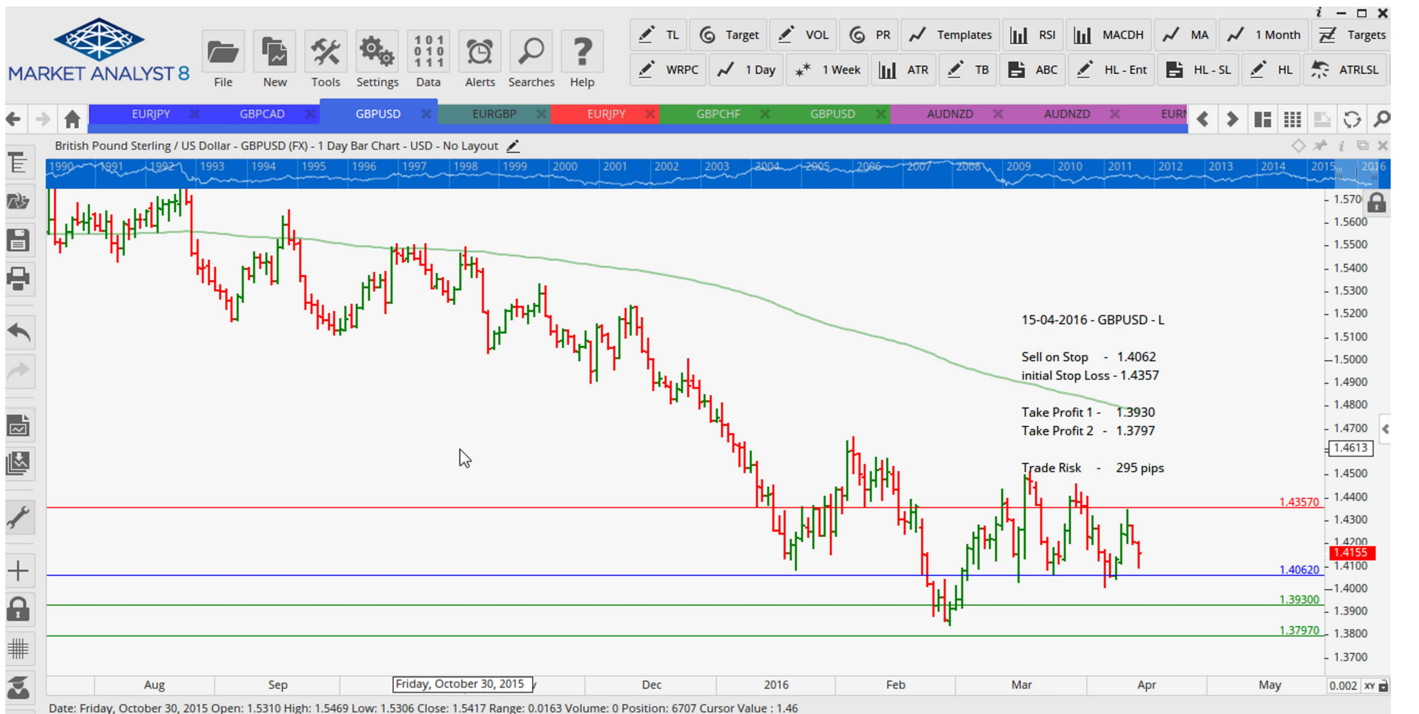 MARKET ANALYST 8
File New Tools Settings Data Alerts Searches Help
TL Target VOL PR Templates RSI MACDH MA 1 Month Targets
WRPC 1 Day 1 Week ATR TB ABC HL - Ent HL - SL HL ATRLSL
EURJPY GBPCAD GBPUSD EURGBP EURJPY GBPCHF GBPUSD AUDNZD AUDNZD
British Pound Sterling / US Dollar - GBPUSD (FX) - 1 Day Bar Chart - USD - No Layout
1990 1991 1992 1993 1994 1995 1996 1997 1998 1999 2000 2001 2002 2003 2004 2005 2006 2007 2008 2009 2010 2011 2012 2013 2014 2015 2016
1.5600
1.5500
1.5400
1.5300
1.5200
1.5100
1.5000
1.4900
1.4800
1.4700
1.4613
1.4500
1.4400
1.4300
1.4200
1.4155
1.4100
1.4000
1.3900
1.3800
1.3700
15-04-2016 - GBPUSD - L
Sell on Stop - 1.4062
initial Stop Loss - 1.4357
Take Profit 1 - 1.3930
Take Profit 2 - 1.3797
Trade Risk - 295 pips
1.43570
1.40620
1.39300
1.37970
Aug Sep Friday, October 30, 2015 Dec 2016 Feb Mar Apr May 0.002 XY
Date: Friday, October 30, 2015 Open: 1.5310 High: 1.5469 Low: 1.5306 Close: 1.5417 Range: 0.0163 Volume: 0 Position: 6707 Cursor Value : 1.46